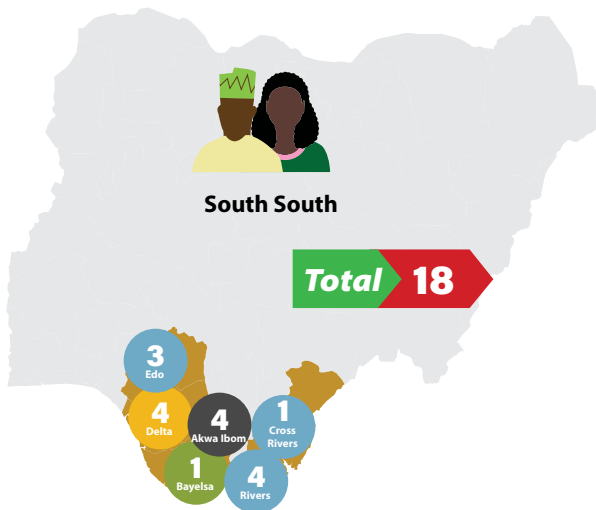 South South
Total 18
3
Edo
4
Delta
4
Akwa Ibom
1
Cross
Rivers
1
Bayelsa
4
Rivers